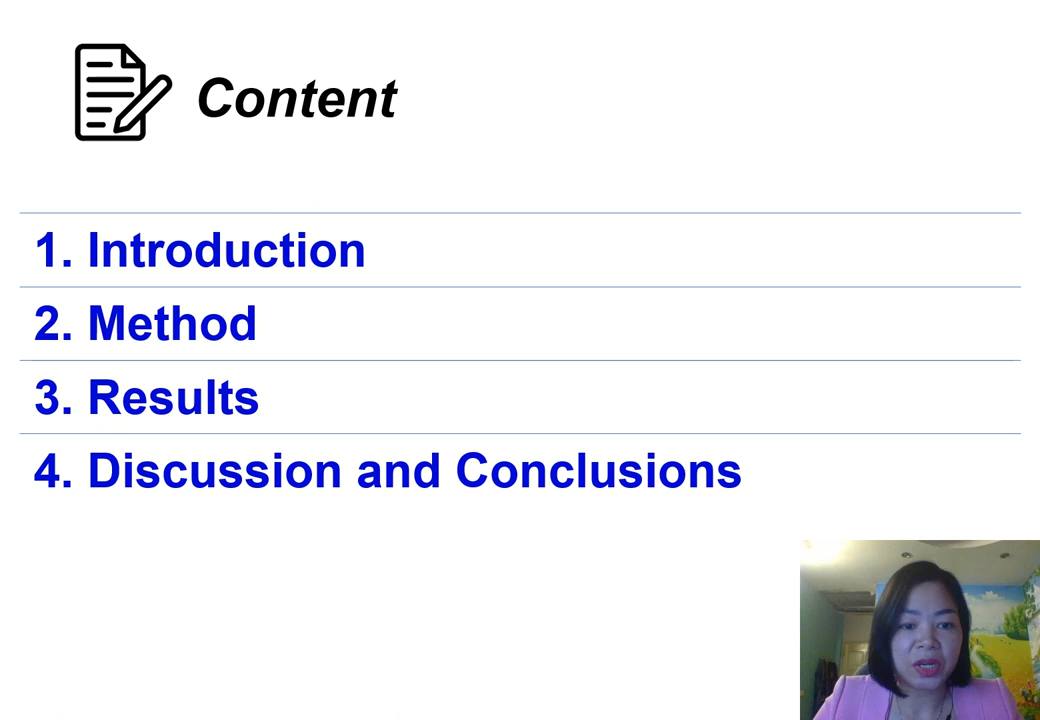 Content
1. Introduction
2. Method
3. Results
4. Discussion and Conclusions